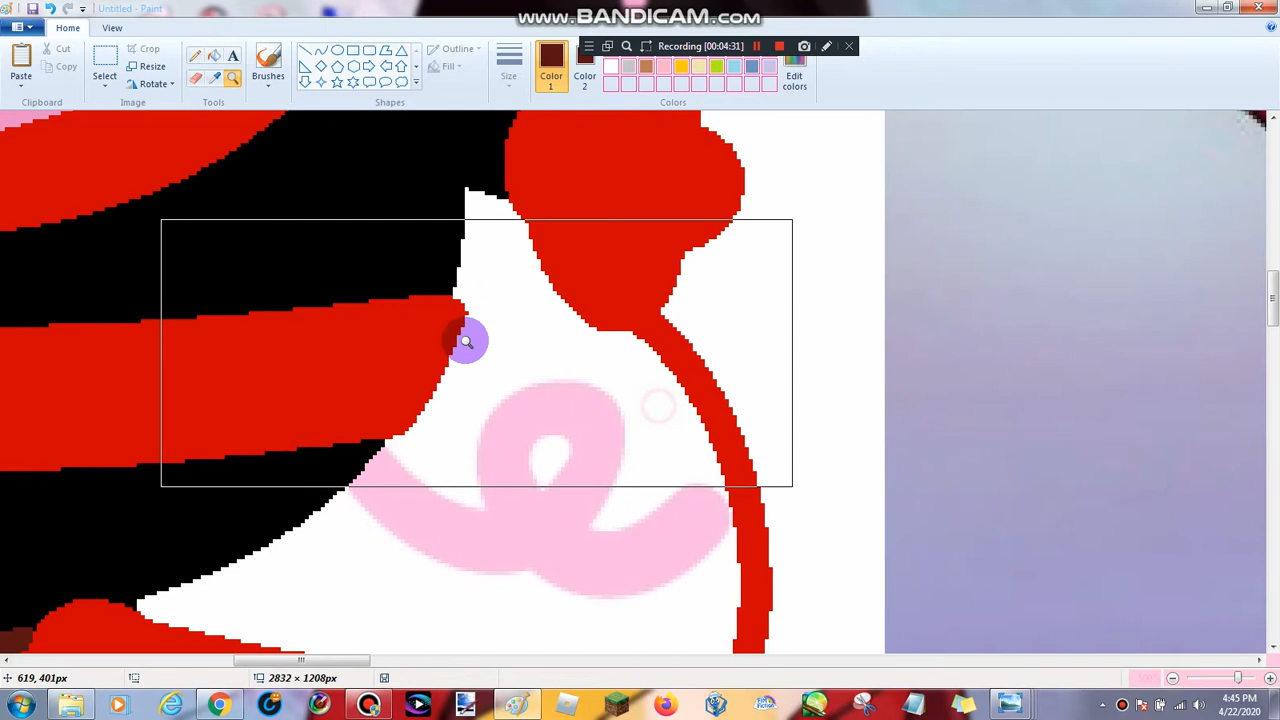 www.BANDICAM.com
Untitled - Paint
Home
View
Recording [00:04:31]
Paste
Cut
Copy
Select
Crop
Resize
Rotate
Brushes
Outline
Fill
Size
Color 1
Color 2
Edit colors
Clipboard
Image
Tools
Shapes
Colors
619, 401px
2832 × 1208px
4:45 PM
4/22/2020